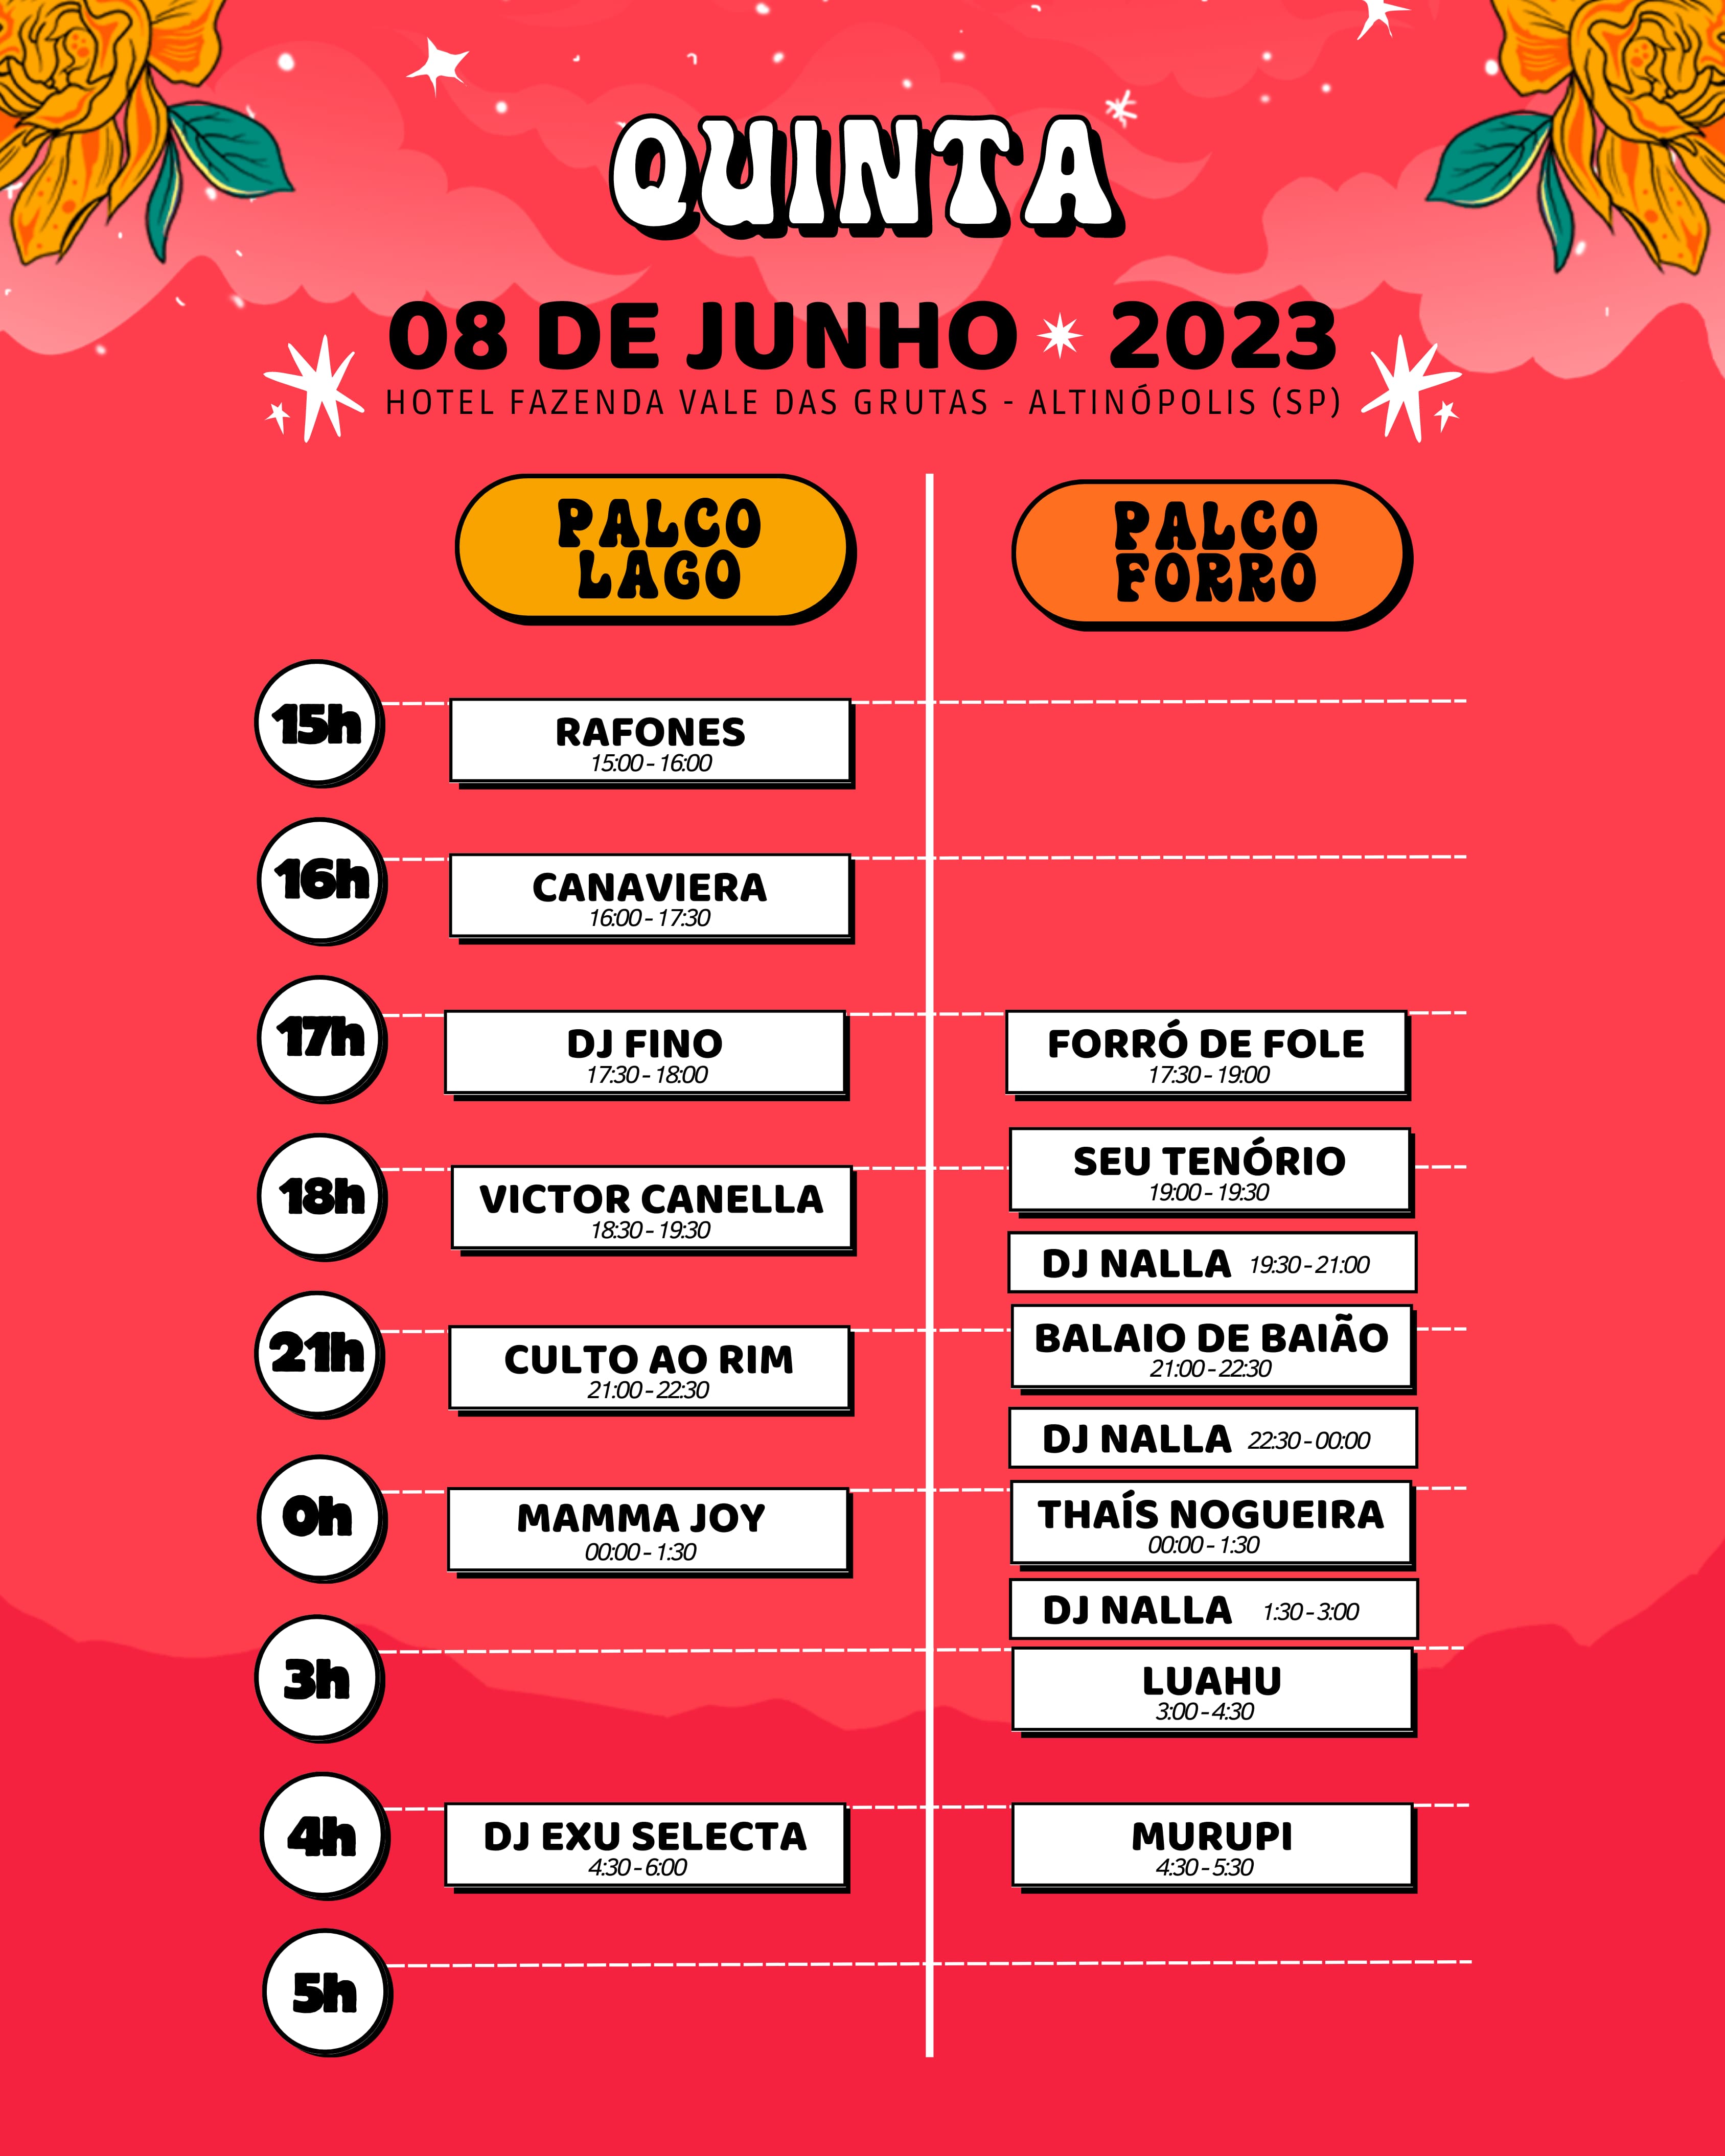 QUINTA
08 DE JUNHO 2023
HOTEL FAZENDA VALE DAS GRUTAS - ALTINÓPOLIS (SP)
PALCO
LAGO
PALCO
FORRO
15h
RAFONES
15:00 - 16:00
16h
CANAVIERA
16:00 - 17:30
17h
DJ FINO
17:30 - 18:00
FORRÓ DE FOLE
17:30 - 19:00
18h
VICTOR CANELLA
18:30 - 19:30
SEU TENÓRIO
19:00 - 19:30
DJ NALLA 19:30 - 21:00
21h
CULTO AO RIM
21:00 - 22:30
BALAIO DE BAIÃO
21:00 - 22:30
DJ NALLA 22:30 - 00:00
0h
MAMMA JOY
00:00 - 1:30
THAÍS NOGUEIRA
00:00 - 1:30
DJ NALLA 1:30 - 3:00
3h
LUAHU
3:00 - 4:30
4h
DJ EXU SELECTA
4:30 - 6:00
MURUPI
4:30 - 5:30
5h